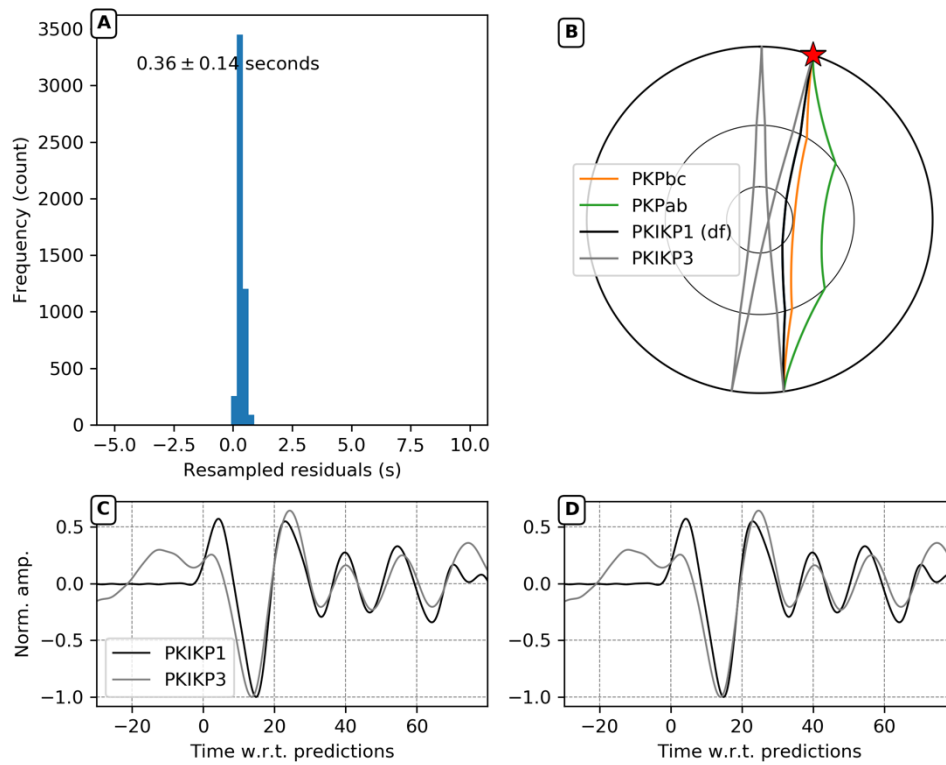 A
0.36 ± 0.14 seconds
Frequency (count)
3500
3000
2500
2000
1500
1000
500
0
−5.0 −2.5 0.0 2.5 5.0 7.5 10.0
Resampled residuals (s)
B
PKPbc
PKPab
PKIKP1 (df)
PKIKP3
C
Norm. amp.
0.5
0.0
−0.5
−1.0
PKIKP1
PKIKP3
−20 0 20 40 60
Time w.r.t. predictions
D
0.5
0.0
−0.5
−1.0
−20 0 20 40 60
Time w.r.t. predictions